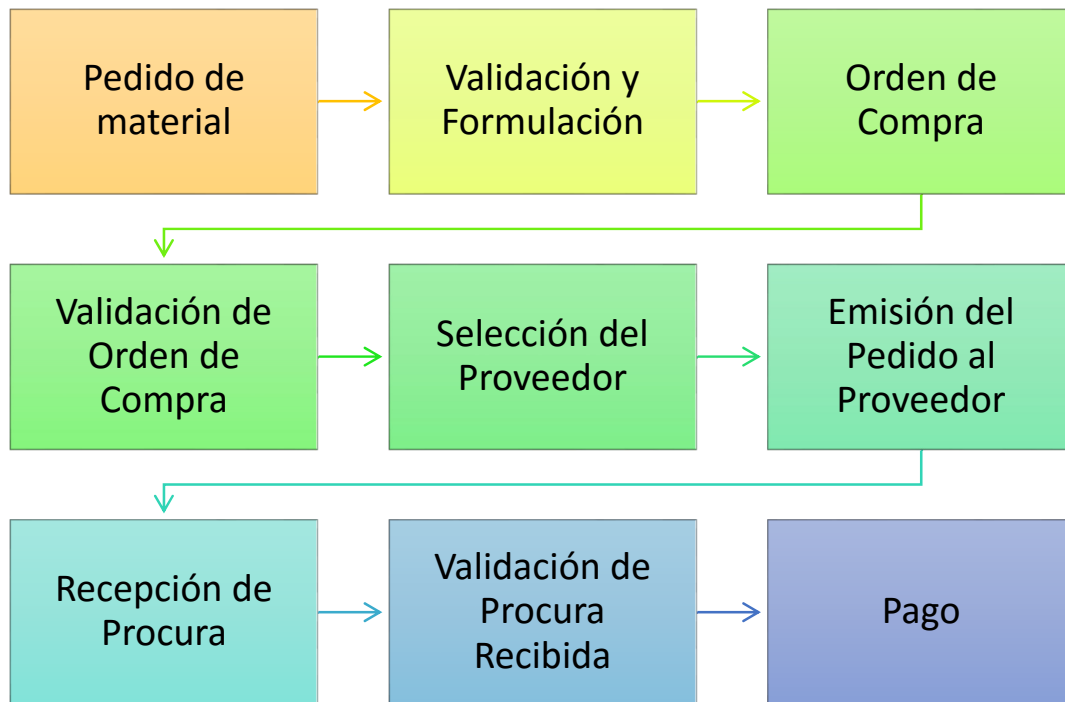 Pedido de
material
Validación y
Formulación
Orden de
Compra
Validación de
Orden de
Compra
Selección del
Proveedor
Emisión del
Pedido al
Proveedor
Recepción de
Procura
Validación de
Procura
Recibida
Pago